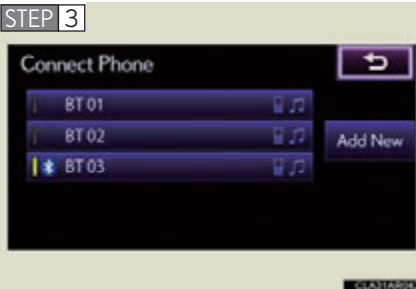 STEP 3
Connect Phone
BT 01
BT 02
Add New
BT 03